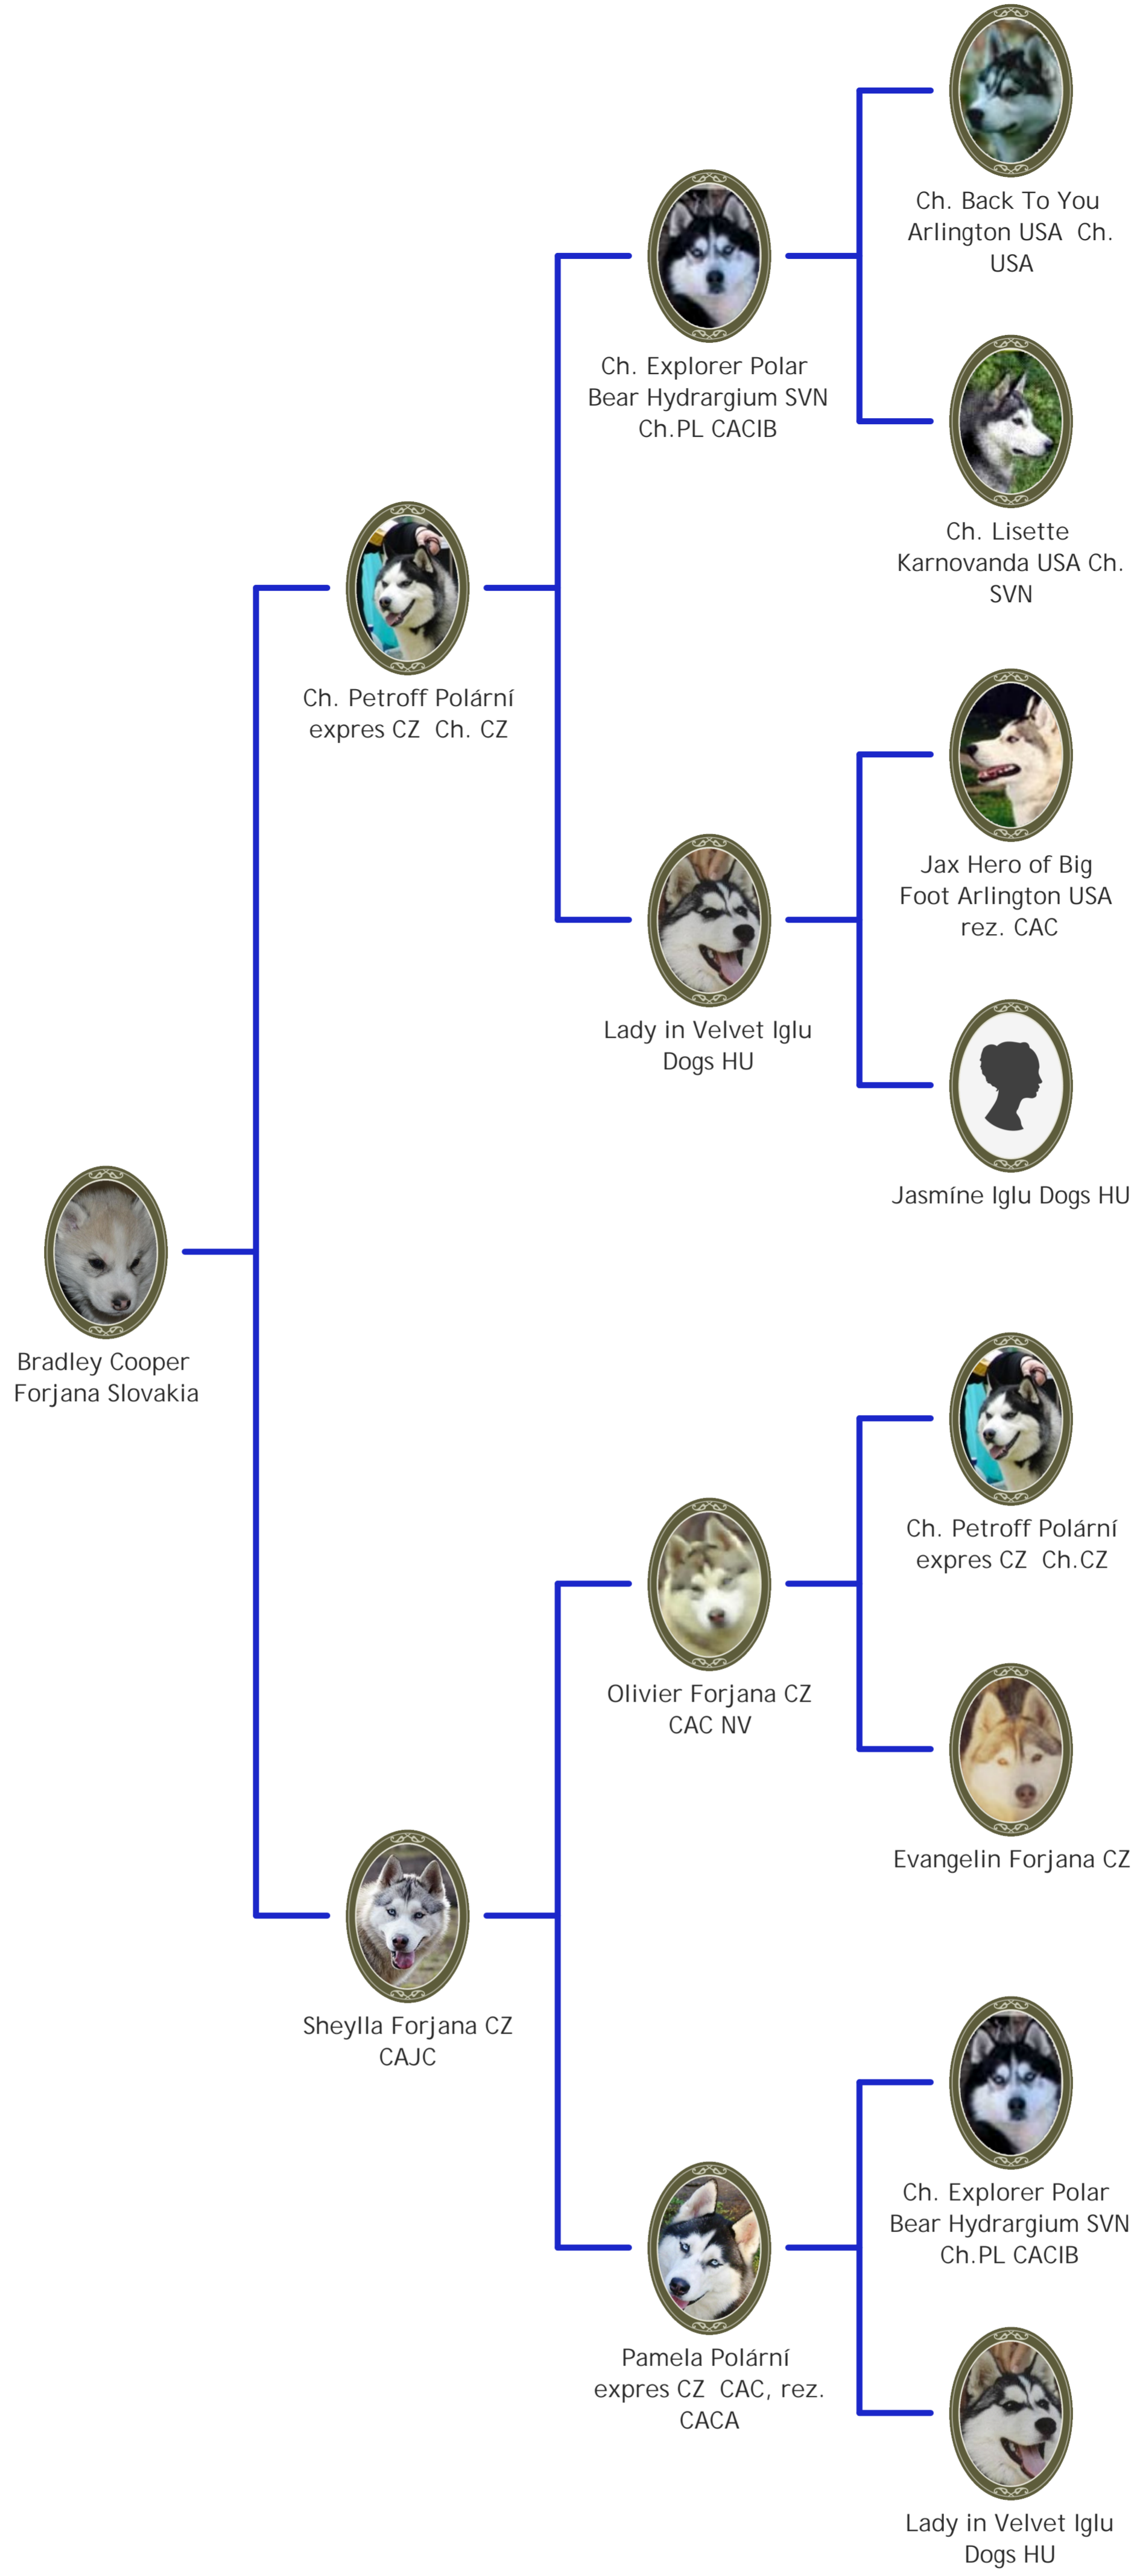 Ch. Back To You
Arlington USA  Ch.
USA
Ch. Explorer Polar
Bear Hydrargium SVN
Ch.PL CACIB
Ch. Lisette
Karnovanda USA Ch.
SVN
Ch. Petroff Polární
expres CZ  Ch. CZ
Jax Hero of Big
Foot Arlington USA
rez. CAC
Lady in Velvet Iglu
Dogs HU
Jasmíne Iglu Dogs HU
Bradley Cooper
Forjana Slovakia
Ch. Petroff Polární
expres CZ  Ch.CZ
Olivier Forjana CZ
CAC NV
Evangelin Forjana CZ
Sheylla Forjana CZ
CAJC
Ch. Explorer Polar
Bear Hydrargium SVN
Ch.PL CACIB
Pamela Polární
expres CZ  CAC, rez.
CACA
Lady in Velvet Iglu
Dogs HU